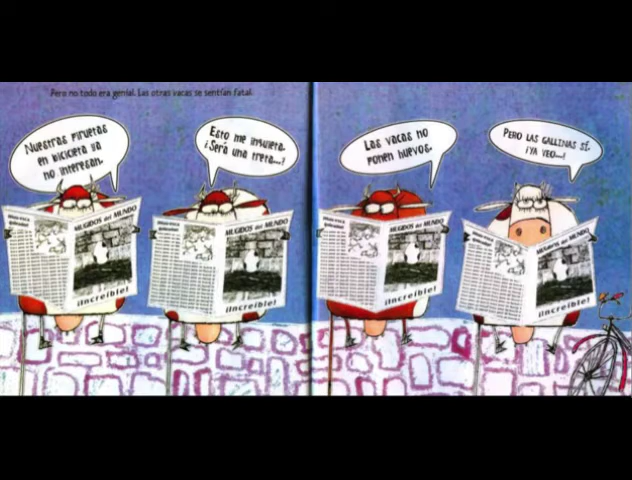 Pero no todo era genial. Las otras vacas se sentían fatal.
Nuestras piruetas
en bicicleta ya
no interesan.
Esto me inquieta.
¿Será una treta...?
Las vacas no
ponen huevos.
PERO LAS GALLINAS SÍ.
¡YA VEO...!
MUGIDOS del MUNDO
¡Increíble!
MUGIDOS del MUNDO
¡Increíble!
MUGIDOS del MUNDO
¡Increíble!
MUGIDOS del MUNDO
¡Increíble!